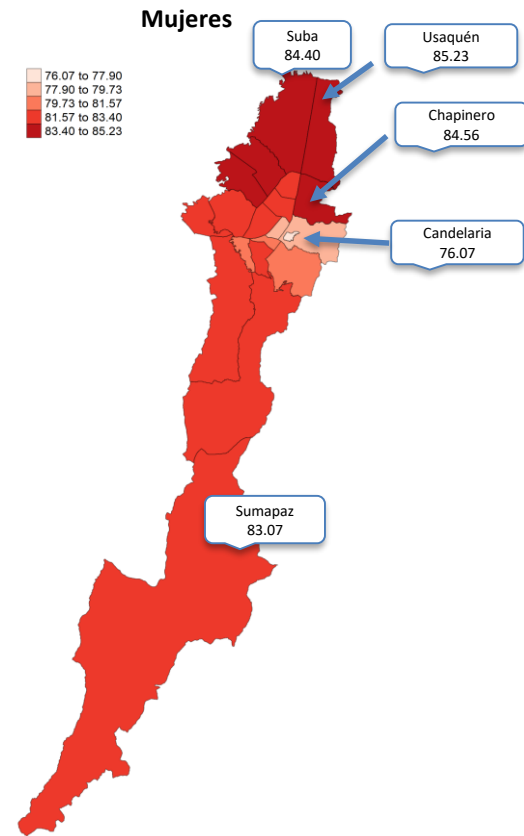 Mujeres
Suba
84.40
Usaquén
85.23
76.07 to 77.90
77.90 to 79.73
79.73 to 81.57
81.57 to 83.40
83.40 to 85.23
Chapinero
84.56
Candelaria
76.07
Sumapaz
83.07